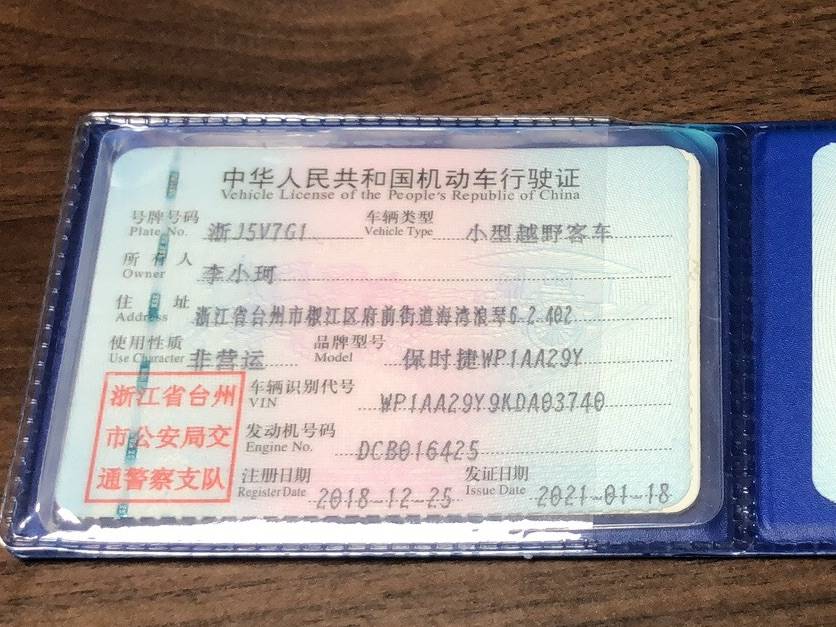 中华人民共和国机动车行驶证
Vehicle License of the People's Republic of China
号牌号码 浙J5V7G1 车辆类型 小型越野客车
Plate No. Vehicle Type
所有人 李小珂
Owner
住址 浙江省台州市椒江区府前街道海湾浪琴6-2-402
Address
使用性质 非营运 品牌型号 保时捷WP1AA29Y
Use Character Model
浙江省台州
市公安局交
通警察支队
车辆识别代号 WP1AA29Y9KDA03740
VIN
发动机号码 DCB016425
Engine No.
注册日期 2018-12-25 发证日期 2021-01-18
Register Date Issue Date